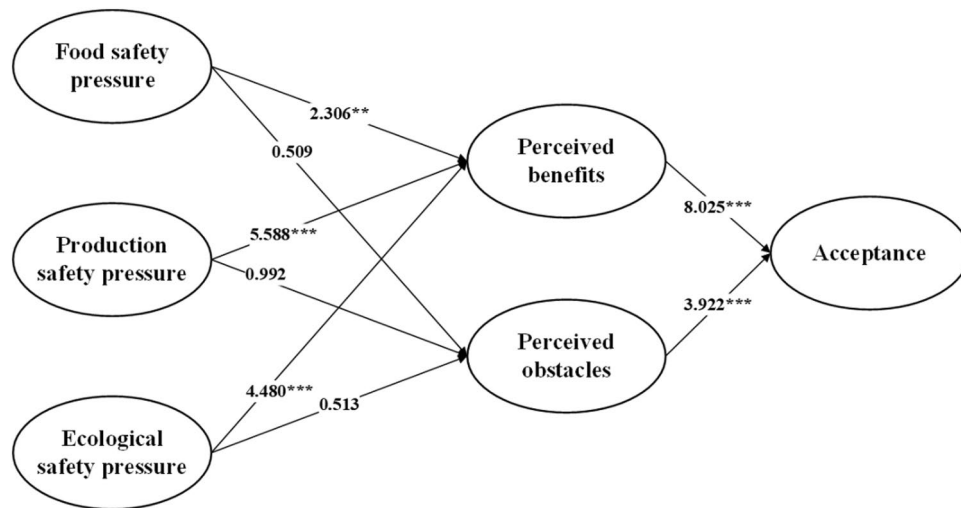 Food safety
pressure
2.306**
0.509
Perceived
benefits
8.025***
Production
safety pressure
5.588***
0.992
Acceptance
3.922***
Perceived
obstacles
4.480***
0.513
Ecological
safety pressure